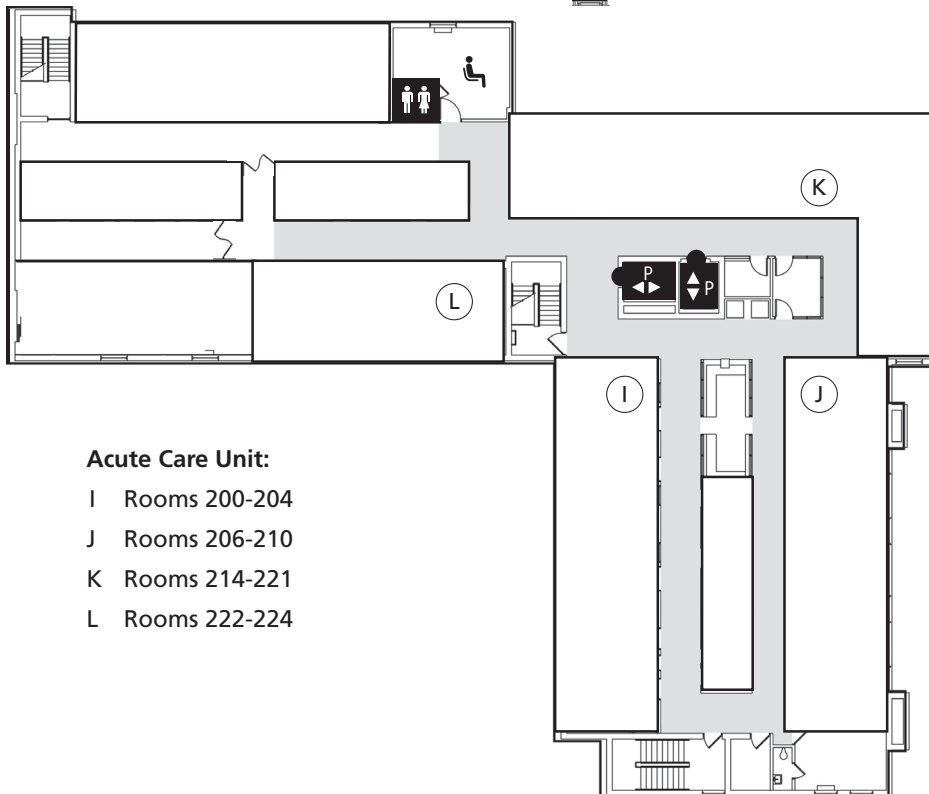 K
P
P
L
I
J
Acute Care Unit:
I Rooms 200-204
J Rooms 206-210
K Rooms 214-221
L Rooms 222-224